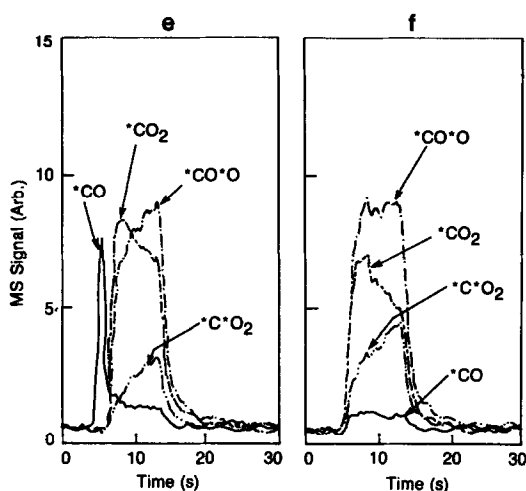 e
f
15
10
5
0
MS Signal (Arb.)
*CO
*CO2
*CO*O
*C*O2
0
10
20
30
Time (s)
*CO*O
*CO2
*C*O2
*CO
0
10
20
30
Time (s)